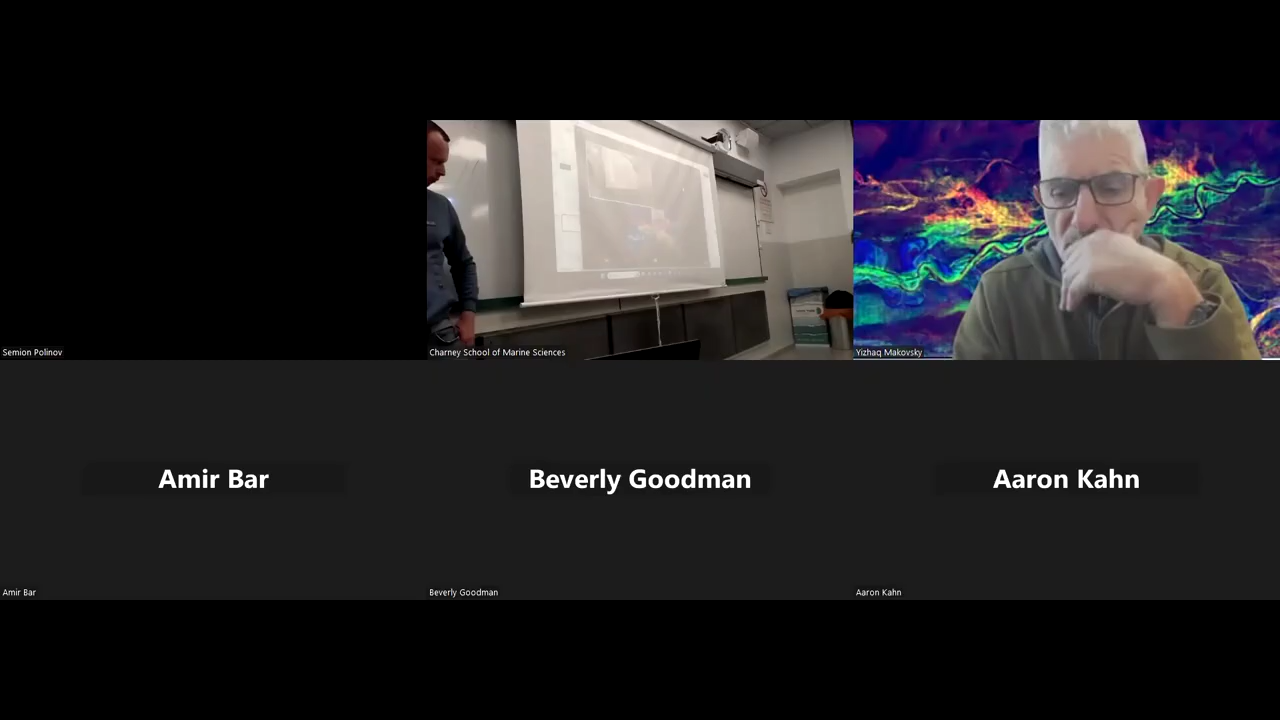 Semion Polinov
Charney School of Marine Sciences
Yizhaq Makovsky
Amir Bar
Beverly Goodman
Aaron Kahn
Amir Bar
Beverly Goodman
Aaron Kahn